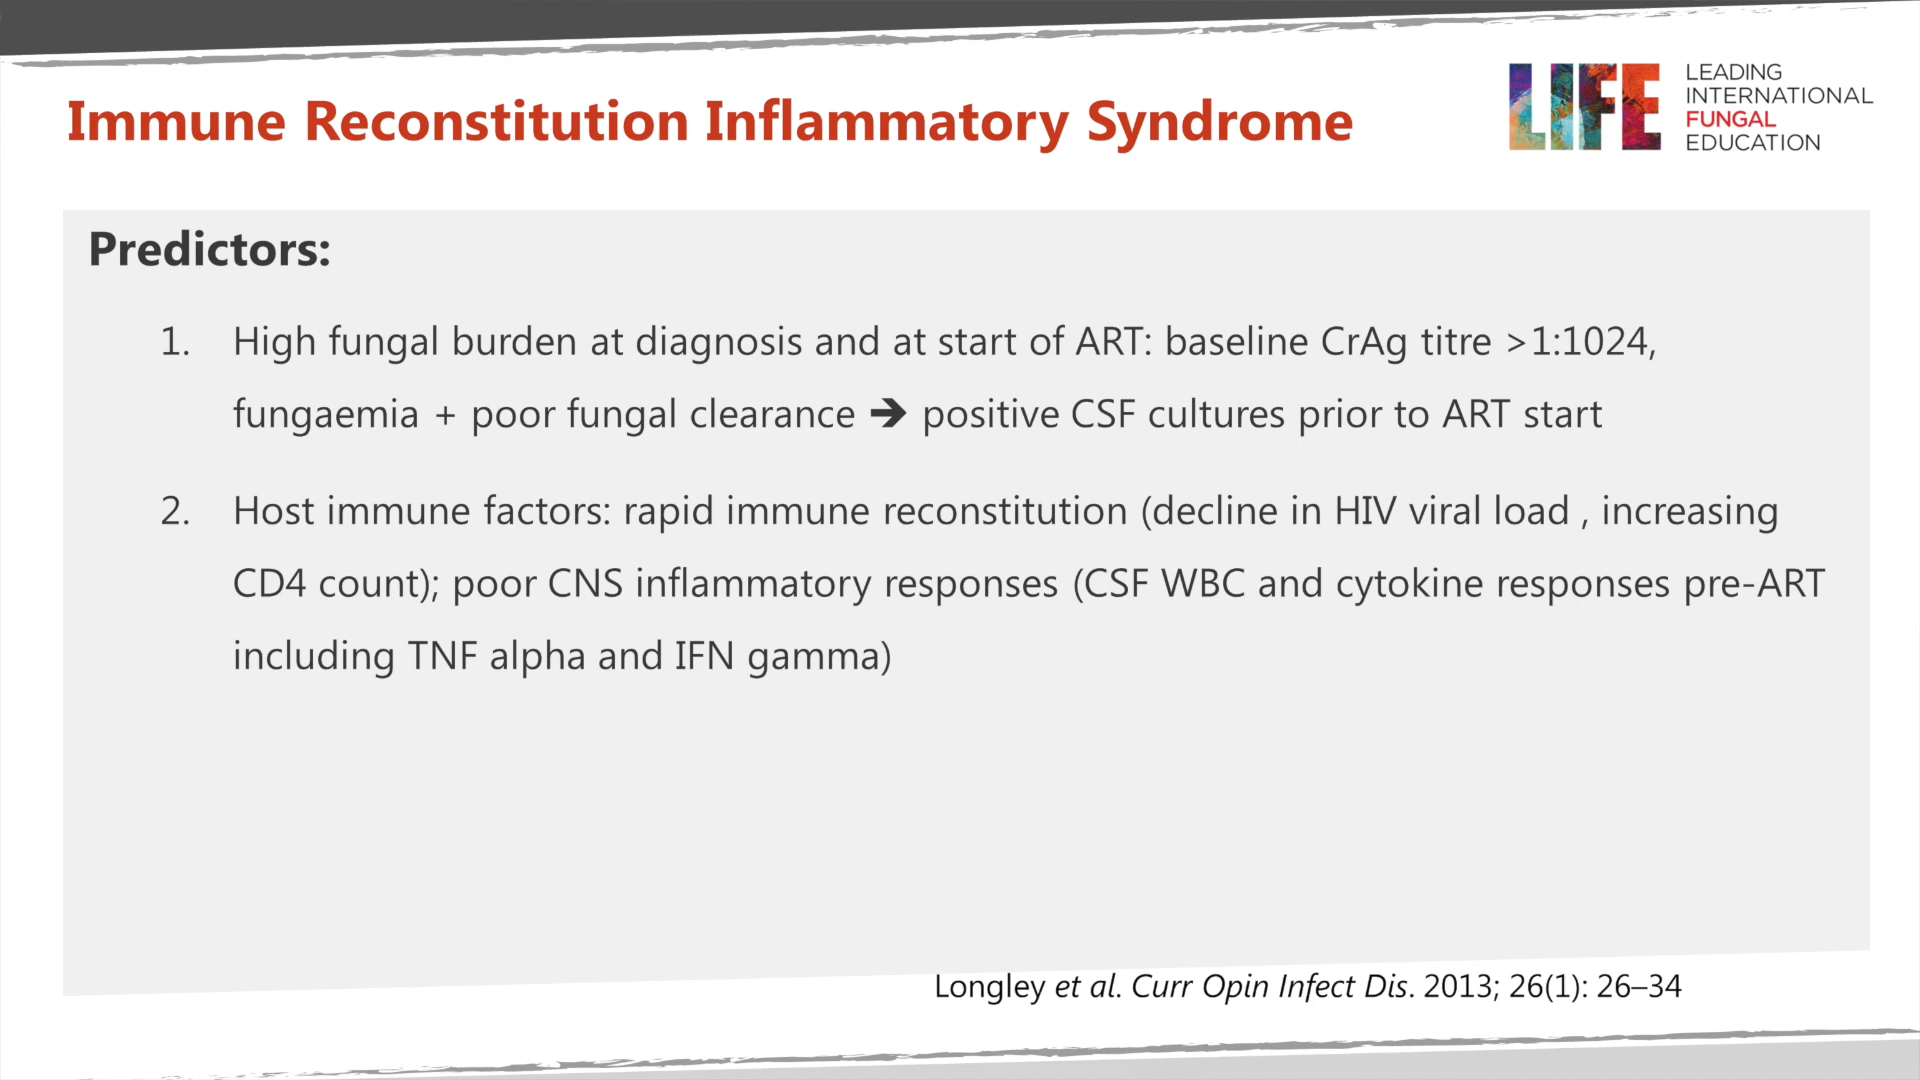 Immune Reconstitution Inflammatory Syndrome
LIFE
LEADING
INTERNATIONAL
FUNGAL
EDUCATION
Predictors:
1. High fungal burden at diagnosis and at start of ART: baseline CrAg titre >1:1024,
fungaemia + poor fungal clearance ➔ positive CSF cultures prior to ART start
2. Host immune factors: rapid immune reconstitution (decline in HIV viral load , increasing
CD4 count); poor CNS inflammatory responses (CSF WBC and cytokine responses pre-ART
including TNF alpha and IFN gamma)
Longley et al. Curr Opin Infect Dis. 2013; 26(1): 26–34